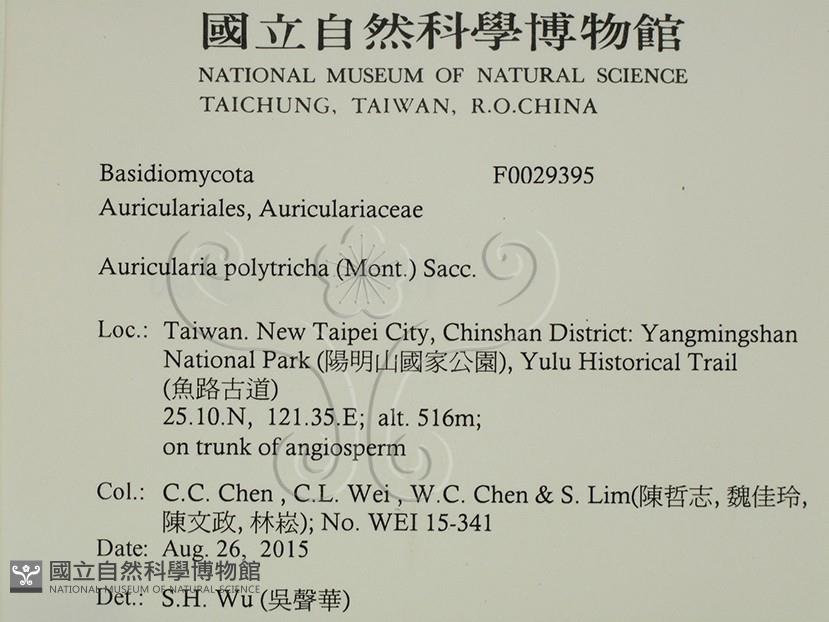 國立自然科學博物館
NATIONAL MUSEUM OF NATURAL SCIENCE
TAICHUNG, TAIWAN, R.O.CHINA
Basidiomycota F0029395
Auriculariales, Auriculariaceae
Auricularia polytricha (Mont.) Sacc.
Loc.: Taiwan. New Taipei City, Chinshan District: Yangmingshan
National Park (陽明山國家公園), Yulu Historical Trail
(魚路古道)
25.10.N, 121.35.E; alt. 516m;
on trunk of angiosperm
Col.: C.C. Chen , C.L. Wei , W.C. Chen & S. Lim(陳哲志, 魏佳玲,
陳文政, 林崧); No. WEI 15-341
Date: Aug. 26, 2015
國立自然科學博物館
NATIONAL MUSEUM OF NATURAL SCIENCE
Det.: S.H. Wu (吳聲華)